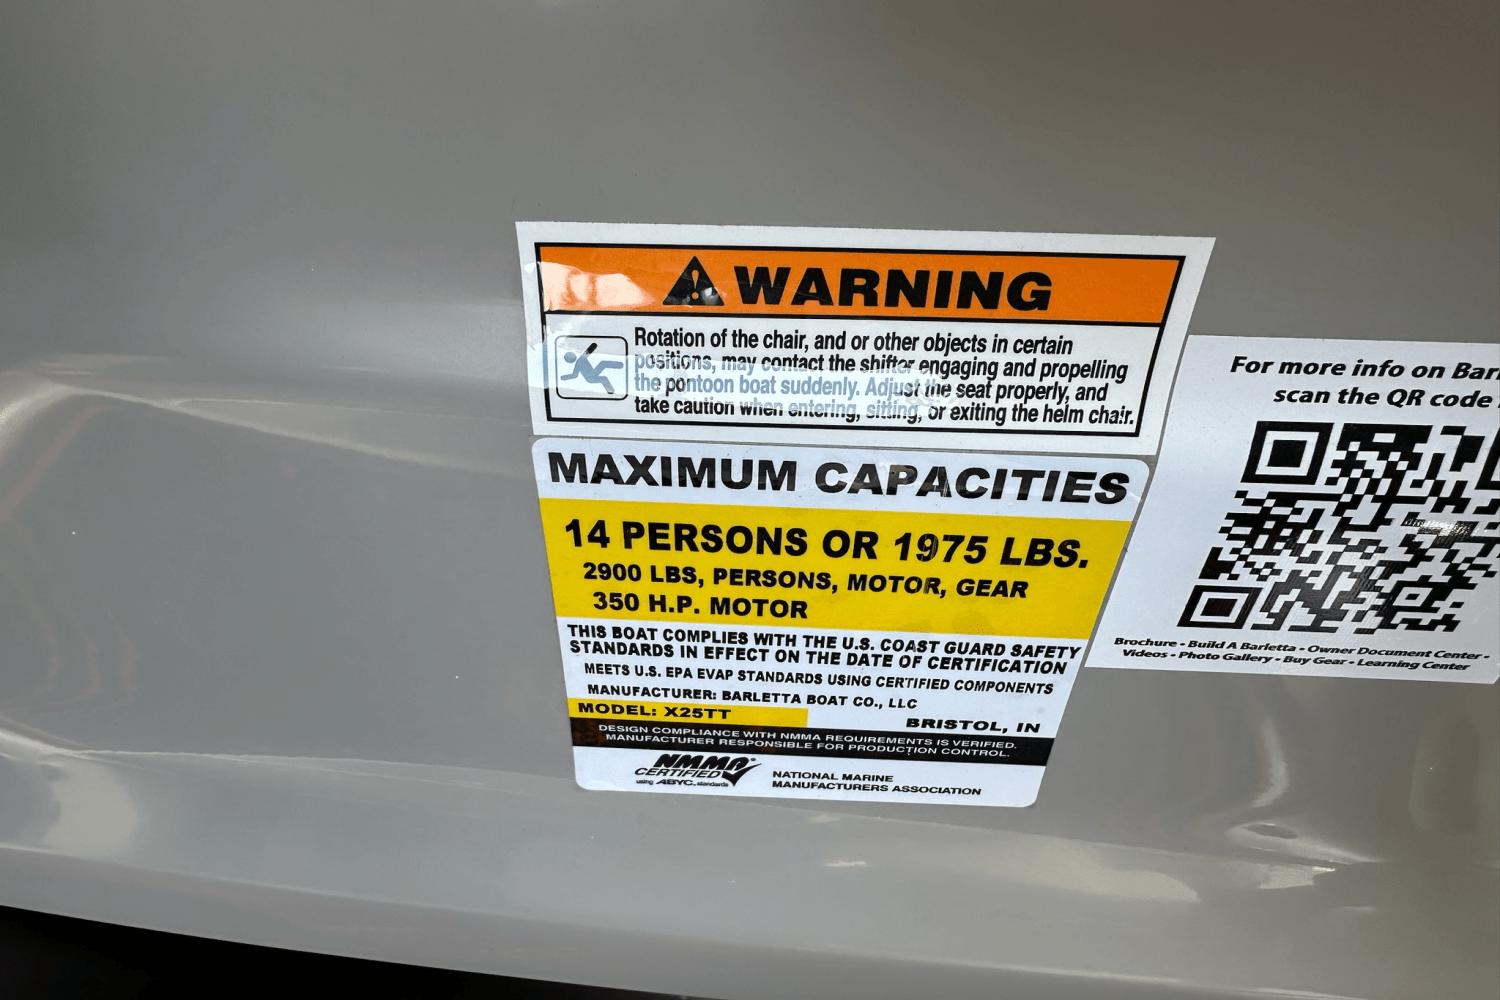 WARNING
Rotation of the chair, and or other objects in certain
positions, may contact the shifter engaging and propelling
the pontoon boat suddenly. Adjust the seat properly, and
take caution when entering, sitting, or exiting the helm chair.
MAXIMUM CAPACITIES
14 PERSONS OR 1975 LBS.
2900 LBS, PERSONS, MOTOR, GEAR
350 H.P. MOTOR
THIS BOAT COMPLIES WITH THE U.S. COAST GUARD SAFETY
STANDARDS IN EFFECT ON THE DATE OF CERTIFICATION
MEETS U.S. EPA EVAP STANDARDS USING CERTIFIED COMPONENTS
MANUFACTURER: BARLETTA BOAT CO., LLC
MODEL: X25TT
BRISTOL, IN
DESIGN COMPLIANCE WITH NMMA REQUIREMENTS IS VERIFIED.
MANUFACTURER RESPONSIBLE FOR PRODUCTION CONTROL.
NMMA®
CERTIFIED
using ABYC. standards
NATIONAL MARINE
MANUFACTURERS ASSOCIATION
For more info on Barl
scan the QR code
Brochure • Build A Barletta • Owner Document Center •
Videos • Photo Gallery • Buy Gear • Learning Center